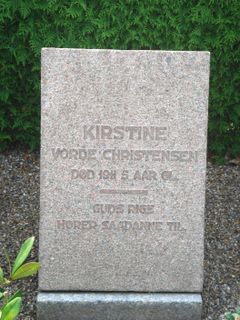 KIRSTINE
VORDE CHRISTENSEN
DØD 1911 5 AAR GL.
GUDS RIGE
HØRER SAADANNE TIL.